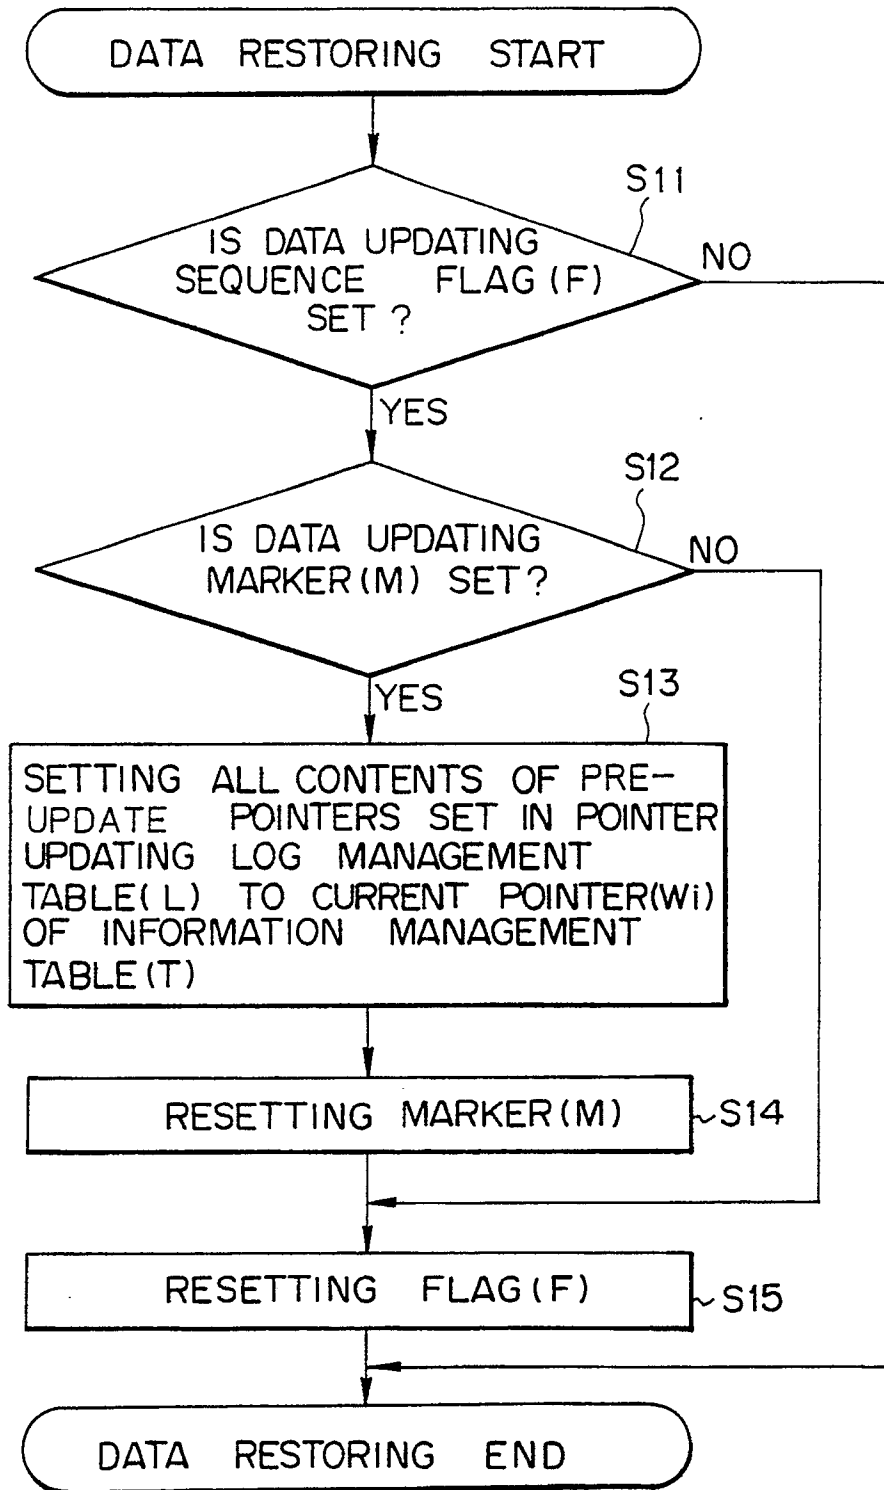 DATA RESTORING START
S11
IS DATA UPDATING
SEQUENCE FLAG(F)
SET?
NO
YES
S12
IS DATA UPDATING
MARKER(M) SET?
NO
YES
S13
SETTING ALL CONTENTS OF PRE-
UPDATE POINTERS SET IN POINTER
UPDATING LOG MANAGEMENT
TABLE(L) TO CURRENT POINTER(Wi)
OF INFORMATION MANAGEMENT
TABLE(T)
RESETTING MARKER(M)
S14
RESETTING FLAG(F)
S15
DATA RESTORING END